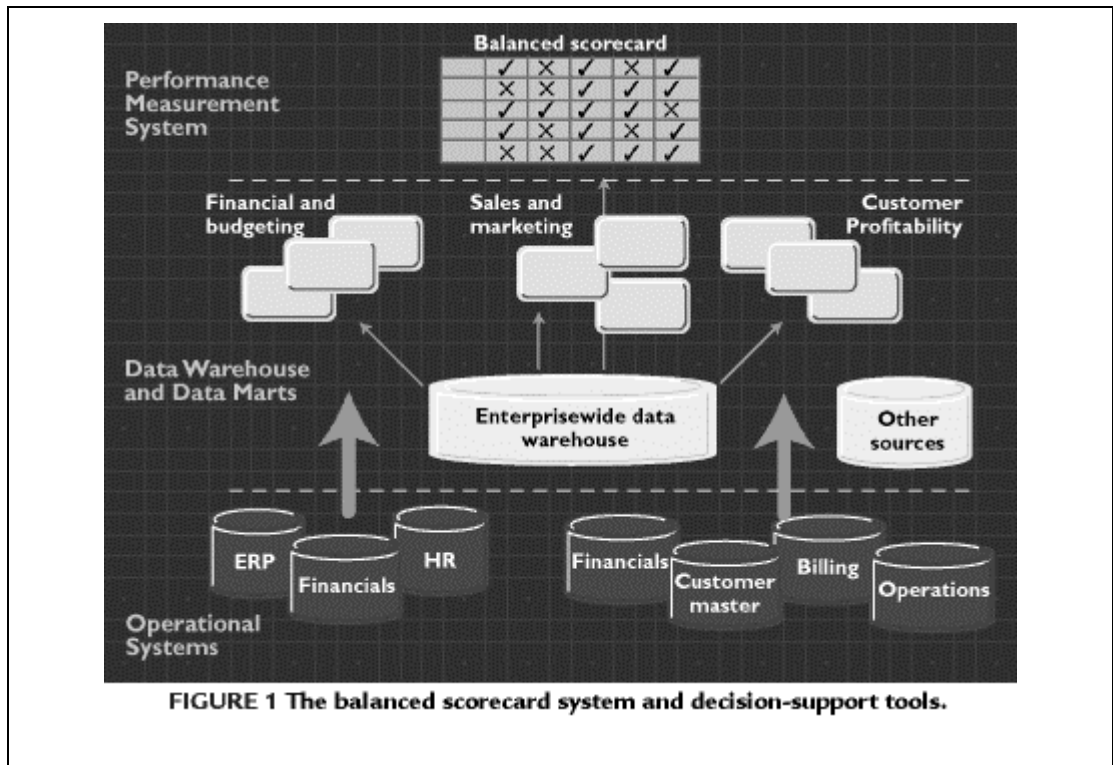 Balanced scorecard
Performance
Measurement
System
Financial and
budgeting
Sales and
marketing
Customer
Profitability
Data Warehouse
and Data Marts
Enterprisewide data
warehouse
Other
sources
ERP
Financials
HR
Financials
Customer
master
Billing
Operations
Operational
Systems
FIGURE 1 The balanced scorecard system and decision-support tools.